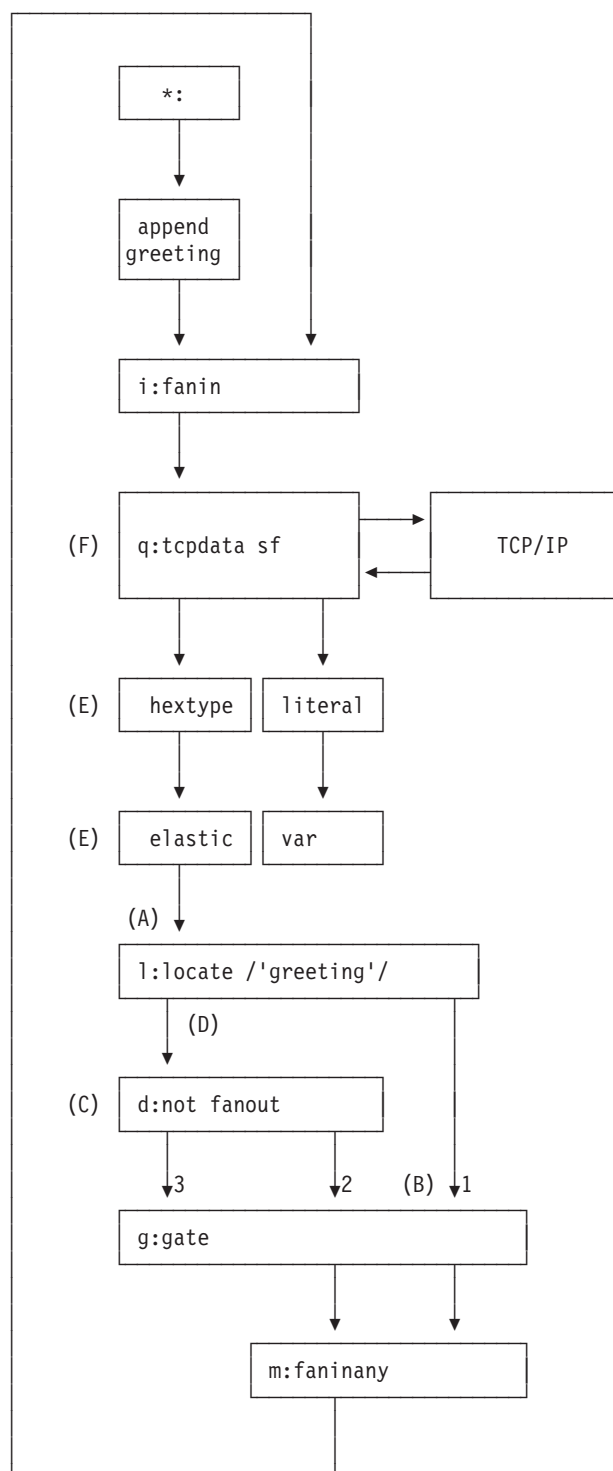 *:
append
greeting
i:fanin
(F) q:tcpdata sf TCP/IP
(E) hextype literal
(E) elastic var
(A)
l:locate /'greeting'/
(D)
(C) d:not fanout
3 2 (B) 1
g:gate
m:faninany